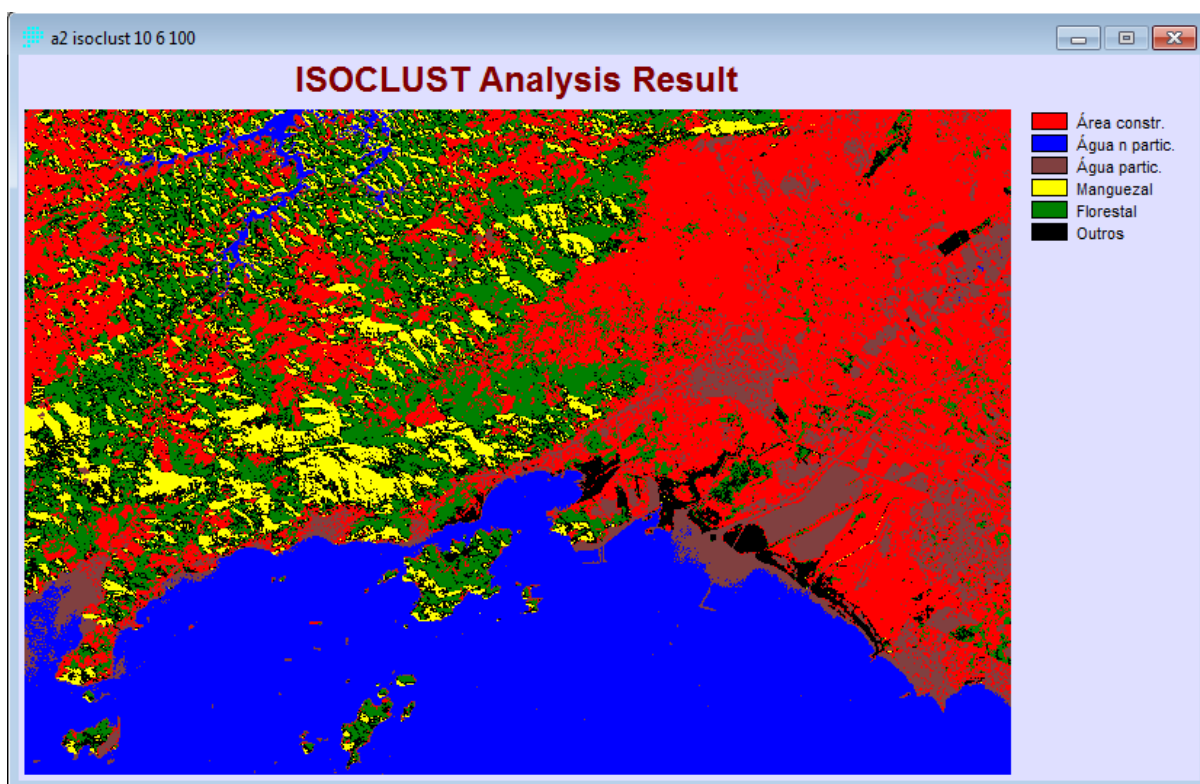 a2 isoclust 10 6 100
ISOCLUST Analysis Result
Área constr.
Água n partic.
Água partic.
Manguezal
Florestal
Outros